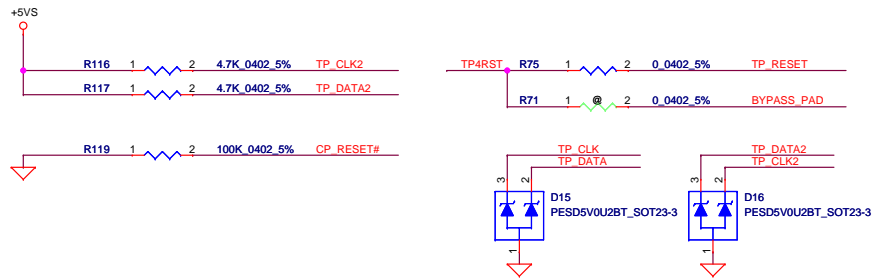 +5VS
R116 1 2 4.7K_0402_5% TP_CLK2
R117 1 2 4.7K_0402_5% TP_DATA2
R119 1 2 100K_0402_5% CP_RESET#
TP4RST R75 1 2 0_0402_5% TP_RESET
R71 1 @ 2 0_0402_5% BYPASS_PAD
TP_CLK
TP_DATA
3 2
D15
PESD5V0U2BT_SOT23-3
1
TP_DATA2
TP_CLK2
3 2
D16
PESD5V0U2BT_SOT23-3
1